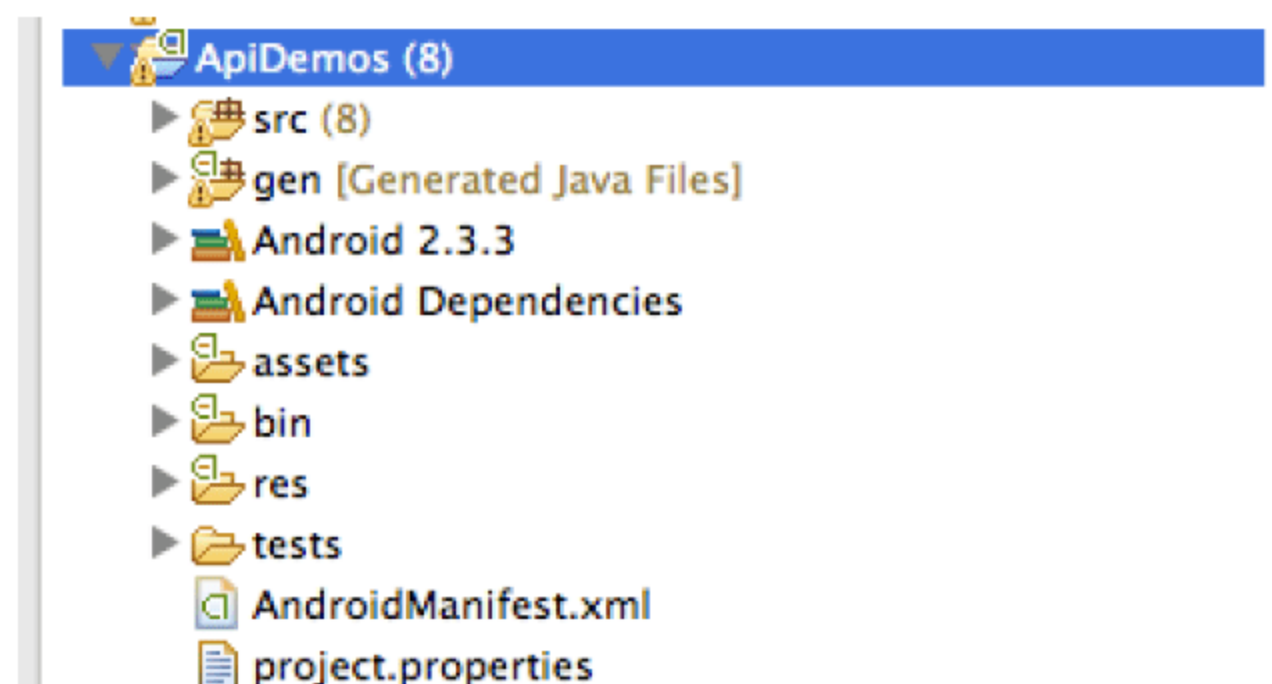 ApiDemos (8)
src (8)
gen [Generated Java Files]
Android 2.3.3
Android Dependencies
assets
bin
res
tests
AndroidManifest.xml
project.properties